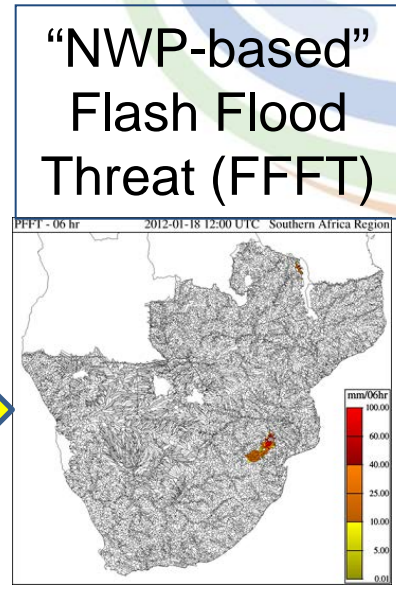 “NWP-based”
Flash Flood
Threat (FFFT)
PFFT - 06 hr 2012-01-18 12:00 UTC Southern Africa Region
mm/06hr
100.00
60.00
40.00
25.00
10.00
5.00
0.01